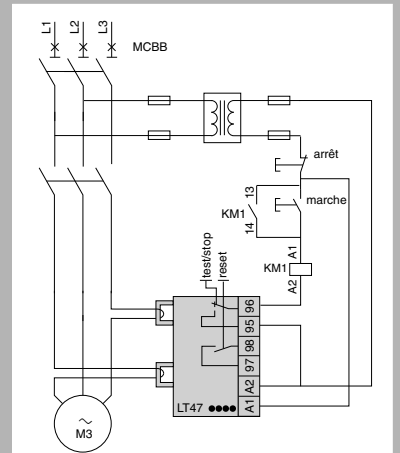 L1
L2
L3
MCBB
arrêt
marche
13
KM1
14
A1
KM1
A2
test/stop
reset
96
95
98
97
A2
A1
LT47 ●●●●
M3